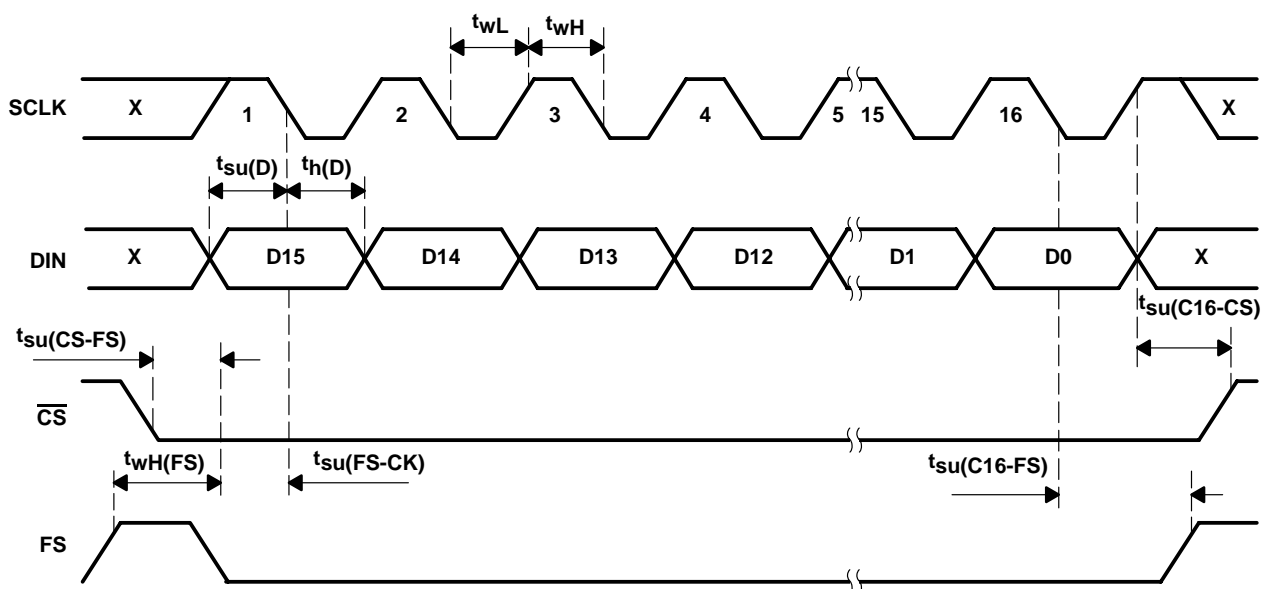 twL twH
SCLK X 1 2 3 4 5 15 16 X
tsu(D) th(D)
DIN X D15 D14 D13 D12 D1 D0 X
tsu(C16-CS)
tsu(CS-FS)
CS
twH(FS) tsu(FS-CK) tsu(C16-FS)
FS